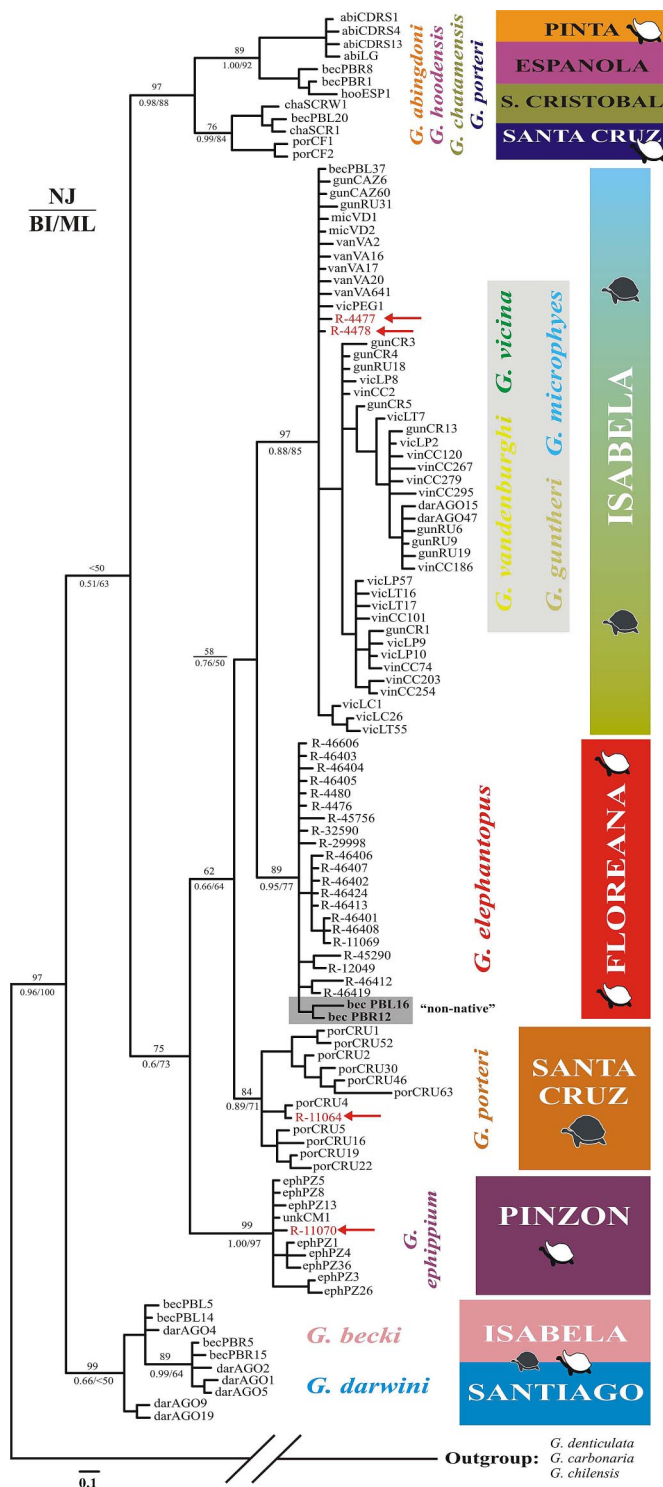 NJ
BI/ML
abiCDRS1
abiCDRS4
abiCDRS13
abiLG
becPBR8
becPBR1
hooESP1
chaSCRW1
becPBL20
chaSCR1
porCF1
porCF2
89
1.00/92
97
0.98/88
76
0.99/84
G. abingdoni
G. hoodensis
G. chatamensis
G. porteri
PINTA
ESPANOLA
S. CRISTOBAL
SANTA CRUZ
becPBL37
gunCAZ6
gunCAZ60
gunRU31
micVD1
micVD2
vanVA2
vanVA16
vanVA17
vanVA20
vanVA641
vicPEG1
R-4477
R-4478
gunCR3
gunCR4
gunRU18
vicLP8
vinCC2
gunCR5
vicLT7
gunCR13
vicLP2
vinCC120
vinCC267
vinCC279
vinCC295
darAGO15
darAGO47
gunRU6
gunRU9
gunRU19
vinCC186
vicLP57
vicLT16
vicLT17
vinCC101
gunCR1
vicLP9
vicLP10
vinCC74
vinCC203
vinCC254
vicLC1
vicLC26
vicLT55
97
0.88/85
<50
0.51/63
58
0.76/50
G. vandenburghi
G. vicina
G. guntheri
G. microphyes
ISABELA
R-46606
R-46403
R-46404
R-46405
R-4480
R-4476
R-45756
R-32590
R-29998
R-46406
R-46407
R-46402
R-46424
R-46413
R-46401
R-46408
R-11069
R-45290
R-12049
R-46412
R-46419
bec PBL16
bec PBR12
"non-native"
89
0.95/77
62
0.66/64
G. elephantopus
FLOREANA
97
0.96/100
75
0.6/73
porCRU1
porCRU52
porCRU2
porCRU30
porCRU46
porCRU63
porCRU4
R-11064
porCRU5
porCRU16
porCRU19
porCRU22
84
0.89/71
G. porteri
SANTA
CRUZ
ephPZ5
ephPZ8
ephPZ13
unkCM1
R-11070
ephPZ1
ephPZ4
ephPZ36
ephPZ3
ephPZ26
99
1.00/97
G. ephippium
PINZON
becPBL5
becPBL14
darAGO4
becPBR5
becPBR15
darAGO2
darAGO1
darAGO5
darAGO9
darAGO19
99
0.66/<50
89
0.99/64
G. becki
G. darwini
ISABELA
SANTIAGO
Outgroup:
G. denticulata
G. carbonaria
G. chilensis
0.1